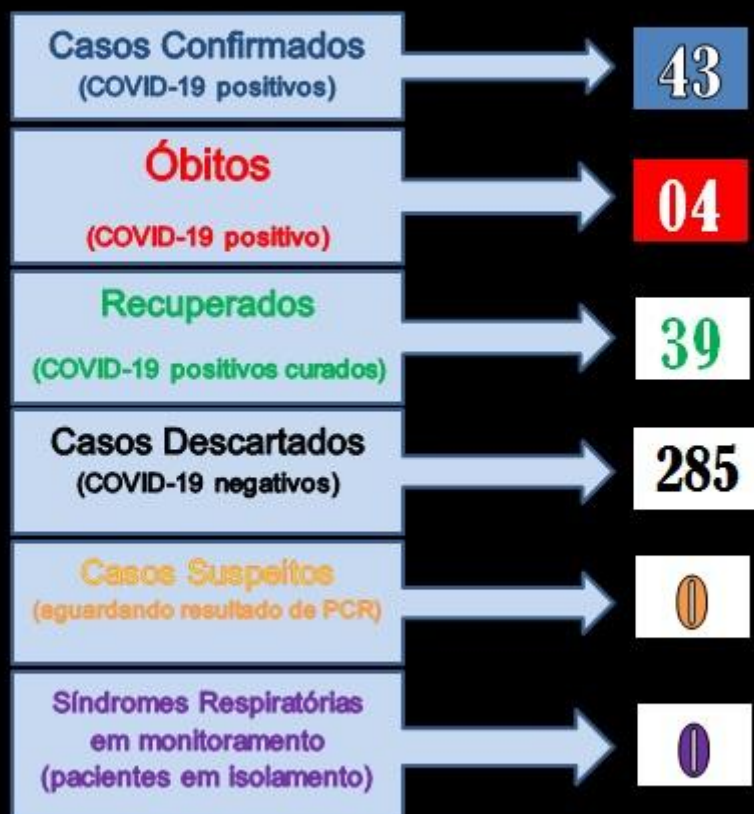 Casos Confirmados
(COVID-19 positivos)
43
Óbitos
(COVID-19 positivo)
04
Recuperados
(COVID-19 positivos curados)
39
Casos Descartados
(COVID-19 negativos)
285
Casos Suspeitos
(aguardando resultado de PCR)
0
Síndromes Respiratórias
em monitoramento
(pacientes em isolamento)
0